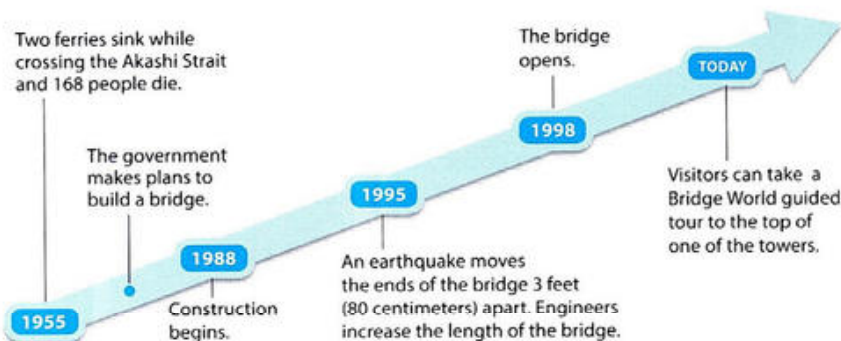 Two ferries sink while
crossing the Akashi Strait
and 168 people die.
1955
The government
makes plans to
build a bridge.
1988
Construction
begins.
1995
An earthquake moves
the ends of the bridge 3 feet
(80 centimeters) apart. Engineers
increase the length of the bridge.
The bridge
opens.
1998
TODAY
Visitors can take a
Bridge World guided
tour to the top of
one of the towers.